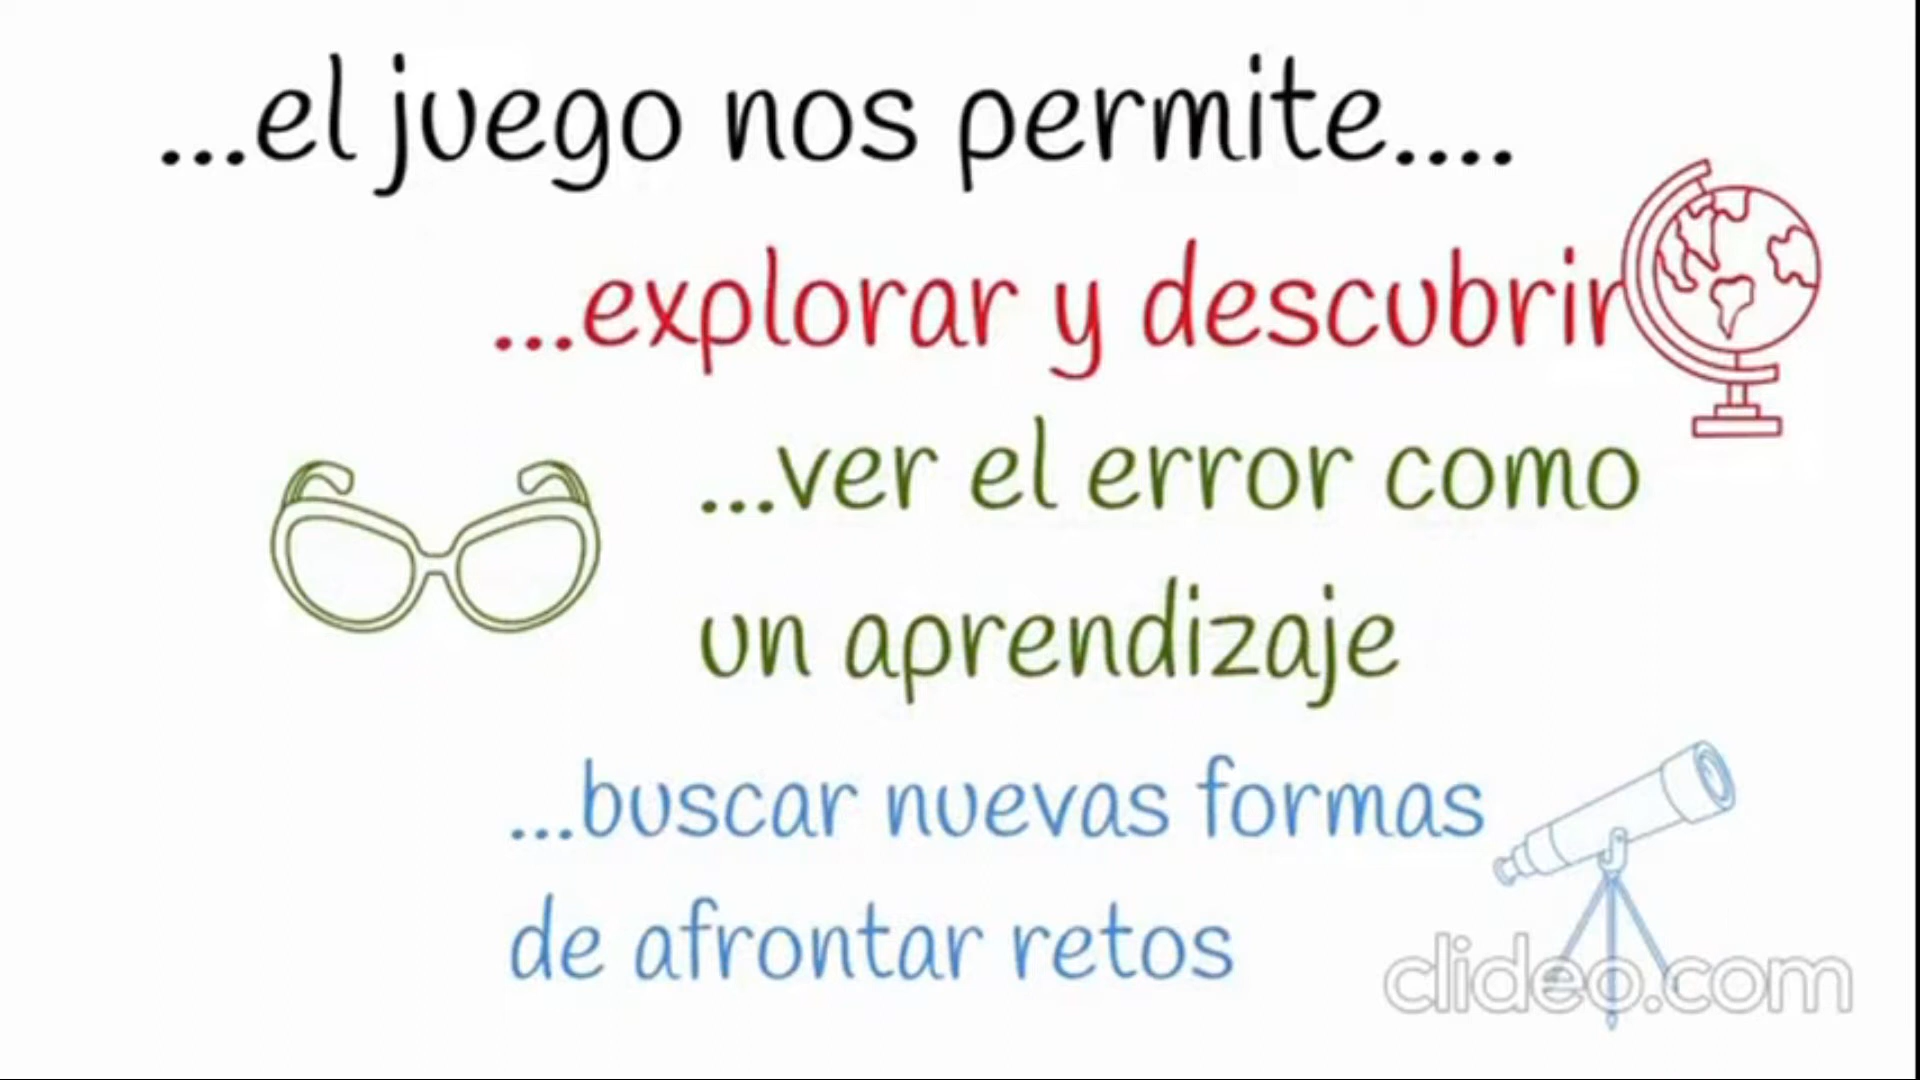 ...el juego nos permite....
...explorar y descubrir
...ver el error como
un aprendizaje
...buscar nuevas formas
de afrontar retos
clideo.com